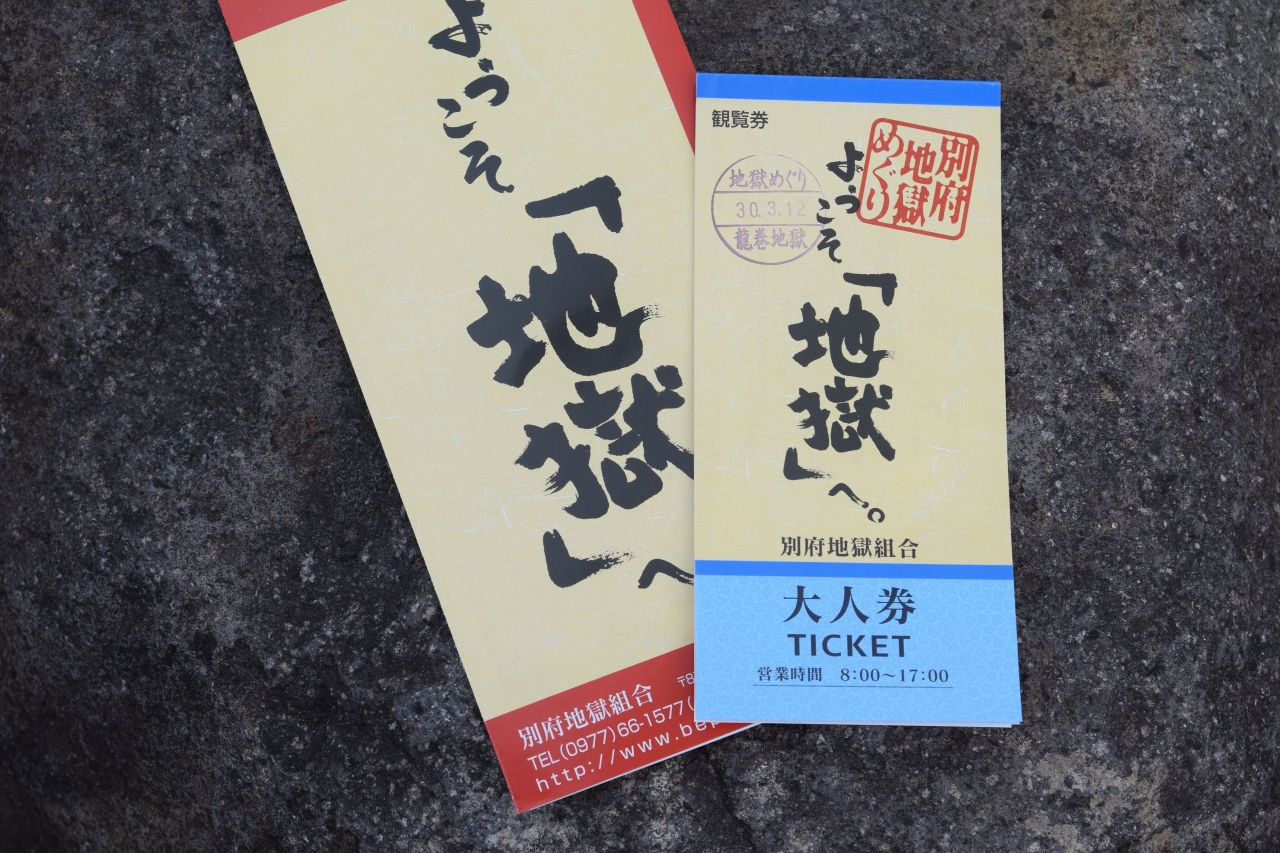 ようこそ
「地獄」
へ
別府地獄組合
TEL(0977)66-1577(
http://www.bep
観覧券
別府
地獄
めぐり
地獄めぐり
30.3.12
龍巻地獄
ようこそ
「地獄」
へ。
別府地獄組合
大人券
TICKET
営業時間 8:00〜17:00